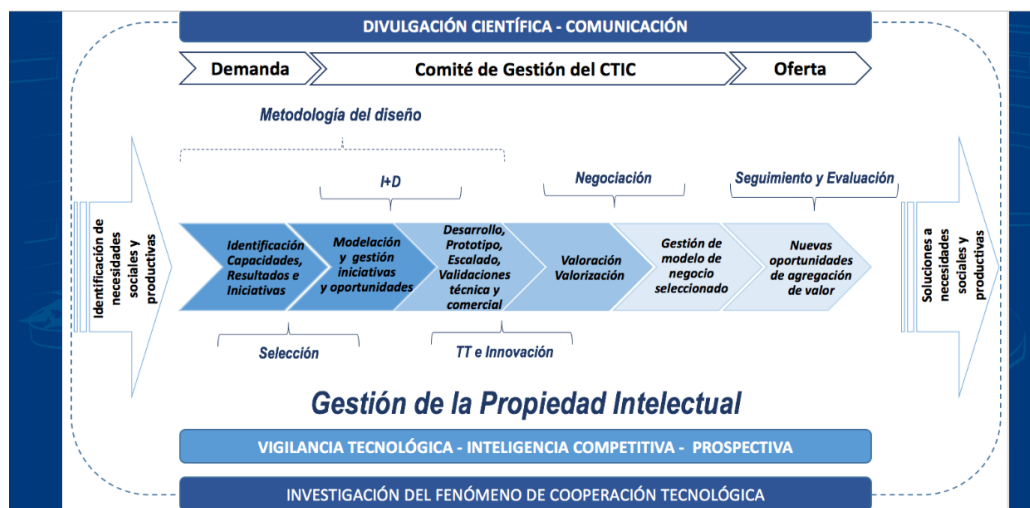 DIVULGACIÓN CIENTÍFICA - COMUNICACIÓN
Demanda
Comité de Gestión del CTIC
Oferta
Metodología del diseño
I+D
Negociación
Seguimiento y Evaluación
Identificación de
necesidades
sociales y
productivas
Identificación
Capacidades,
Resultados e
Iniciativas
Modelación
y gestión
iniciativas
y oportunidades
Desarrollo,
Prototipo,
Escalado,
Validaciones
técnica y
comercial
Valoración
Valorización
Gestión de
modelo de
negocio
seleccionado
Nuevas
oportunidades
de agregación
de valor
Soluciones a
necesidades
sociales y
productivas
Selección
TT e Innovación
Gestión de la Propiedad Intelectual
VIGILANCIA TECNOLÓGICA - INTELIGENCIA COMPETITIVA - PROSPECTIVA
INVESTIGACIÓN DEL FENÓMENO DE COOPERACIÓN TECNOLÓGICA